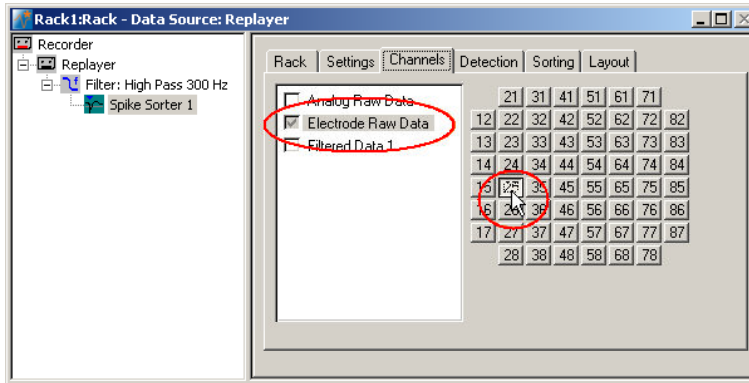 Rack1:Rack - Data Source: Replayer
Recorder
Replayer
Filter: High Pass 300 Hz
Spike Sorter 1
Rack Settings Channels Detection Sorting Layout
Analog Raw Data
Electrode Raw Data
Filtered Data 1
21 31 41 51 61 71
12 22 32 42 52 62 72 82
13 23 33 43 53 63 73 83
14 24 34 44 54 64 74 84
15 25 35 45 55 65 75 85
16 26 36 46 56 66 76 86
17 27 37 47 57 67 77 87
28 38 48 58 68 78